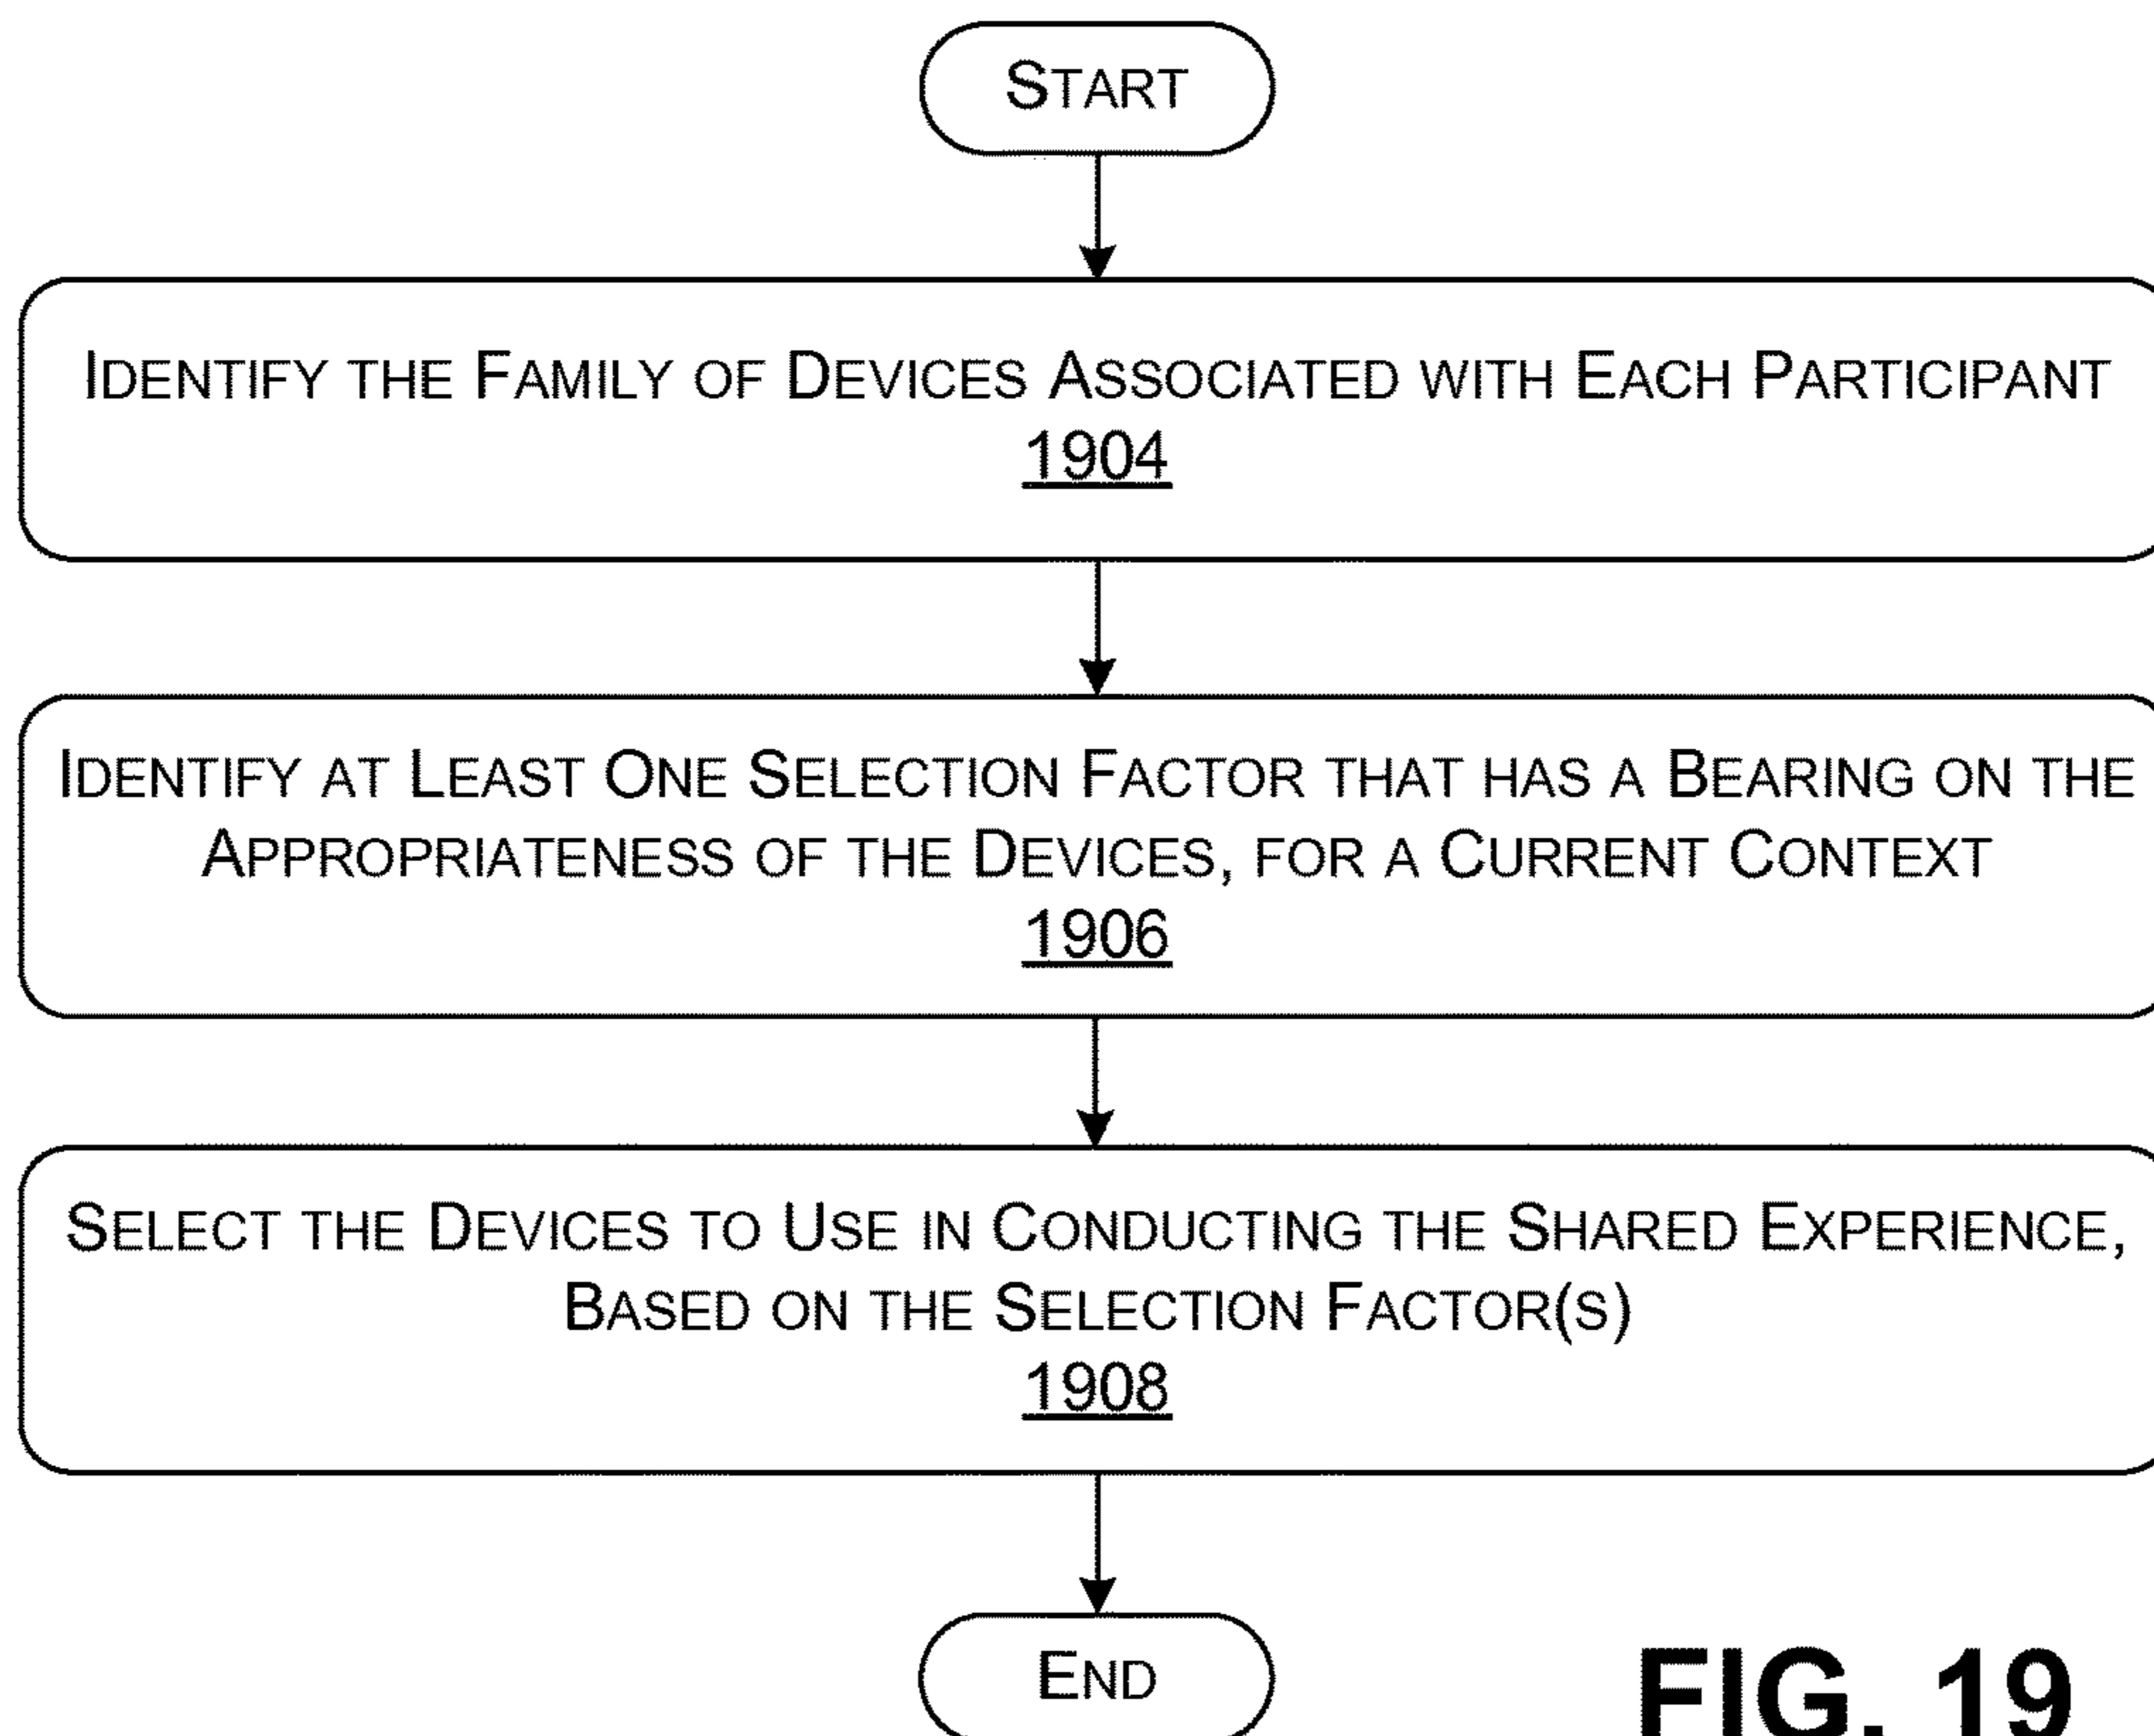 START
IDENTIFY THE FAMILY OF DEVICES ASSOCIATED WITH EACH PARTICIPANT
1904
IDENTIFY AT LEAST ONE SELECTION FACTOR THAT HAS A BEARING ON THE
APPROPRIATENESS OF THE DEVICES, FOR A CURRENT CONTEXT
1906
SELECT THE DEVICES TO USE IN CONDUCTING THE SHARED EXPERIENCE,
BASED ON THE SELECTION FACTOR(S)
1908
END
FIG. 19